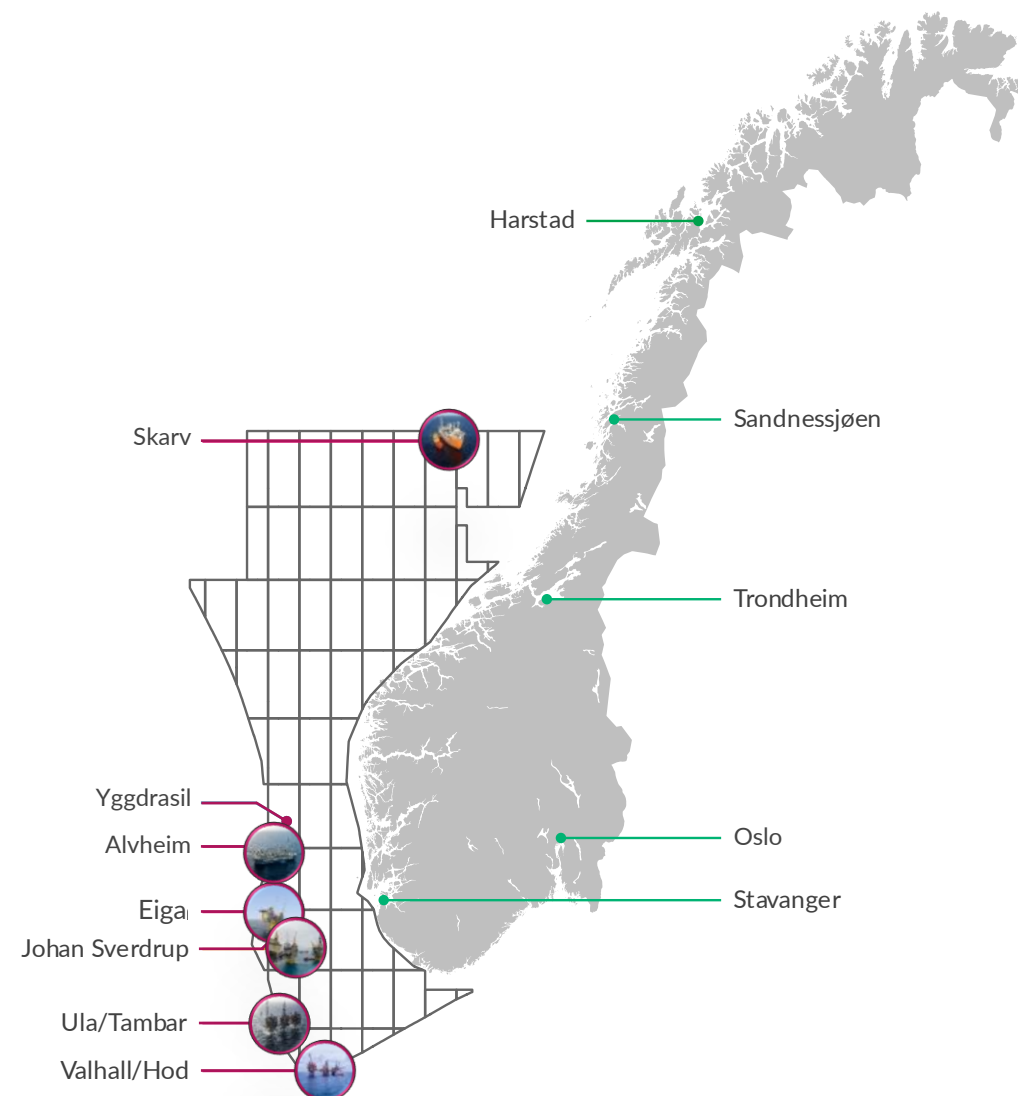 Harstad
Sandnessjøen
Skarv
Trondheim
Yggdrasil
Oslo
Alvheim
Stavanger
Eiga
Johan Sverdrup
Ula/Tambar
Valhall/Hod